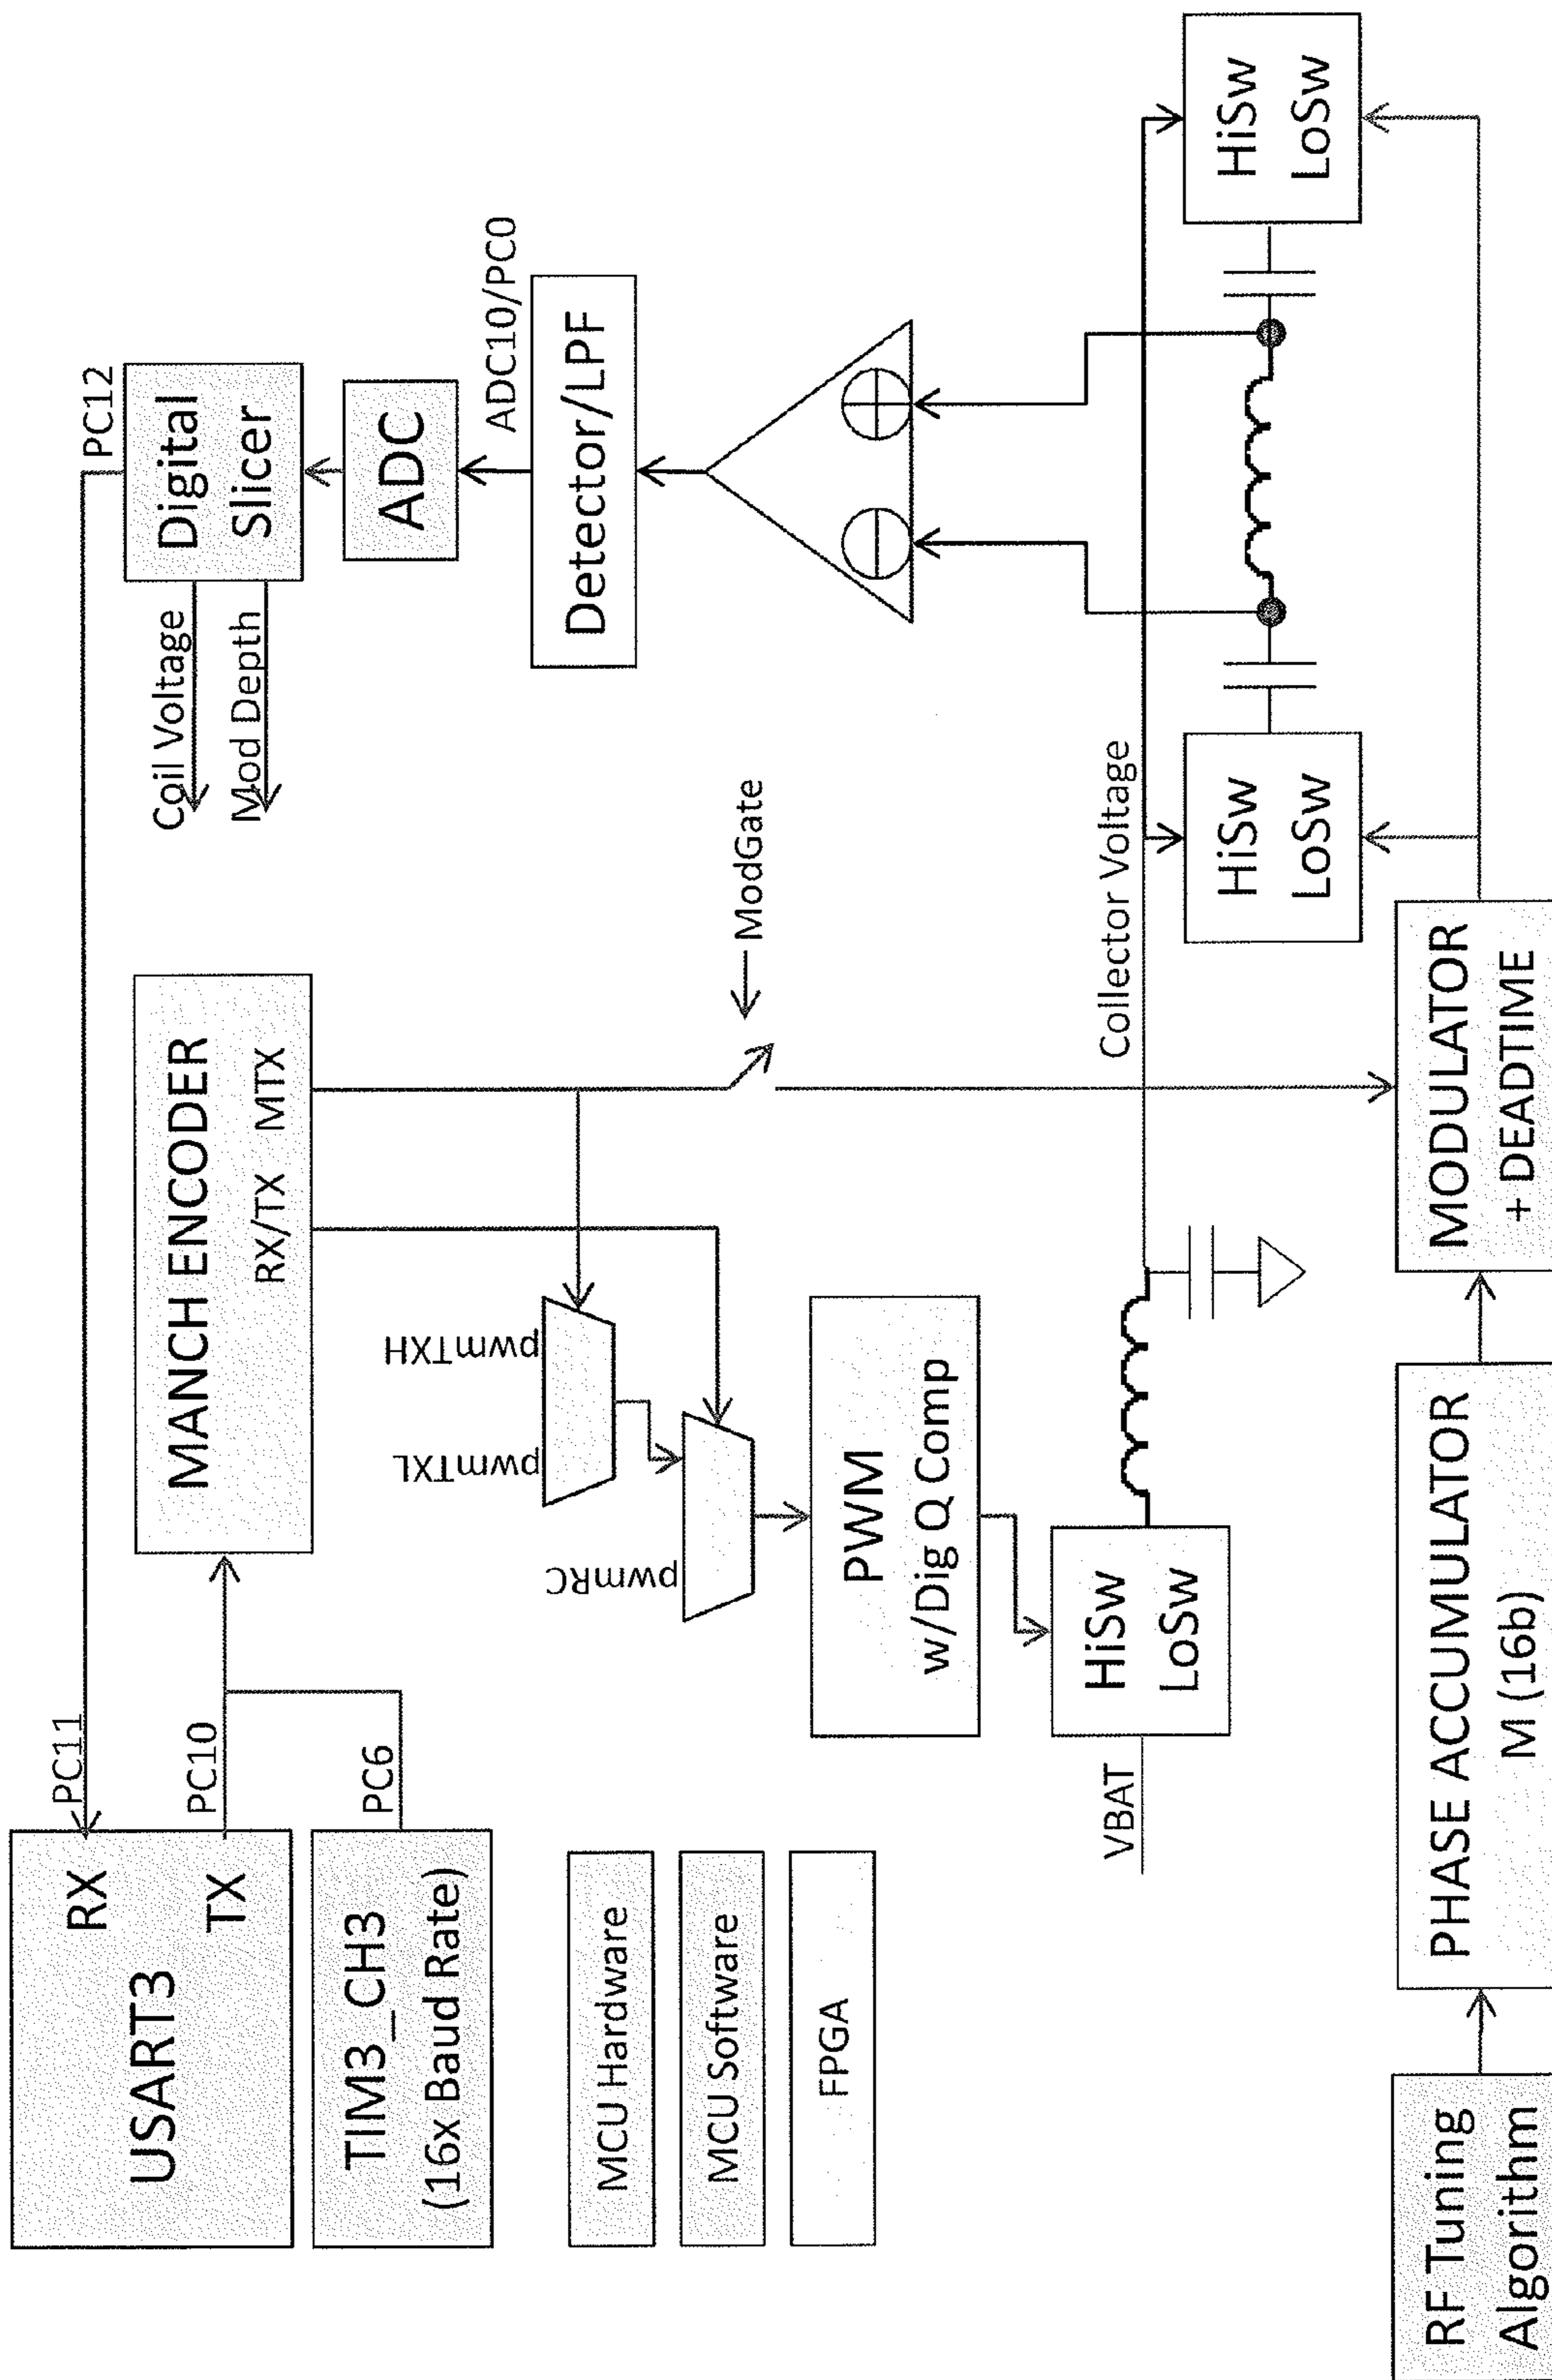 USART3
RX
TX
PC11
PC10
TIM3_CH3
(16x Baud Rate)
PC6
MCU Hardware
MCU Software
FPGA
MANCH ENCODER
RX/TX MTX
pwmTXL
pwmTXH
pwmRC
PWM
w/Dig Q Comp
VBAT
HiSw
LoSw
ModGate
Collector Voltage
PC12
Digital
Slicer
Coil Voltage
Mod Depth
ADC
ADC10/PC0
Detector/LPF
HiSw
LoSw
HiSw
LoSw
RF Tuning
Algorithm
PHASE ACCUMULATOR
M (16b)
MODULATOR
+ DEADTIME